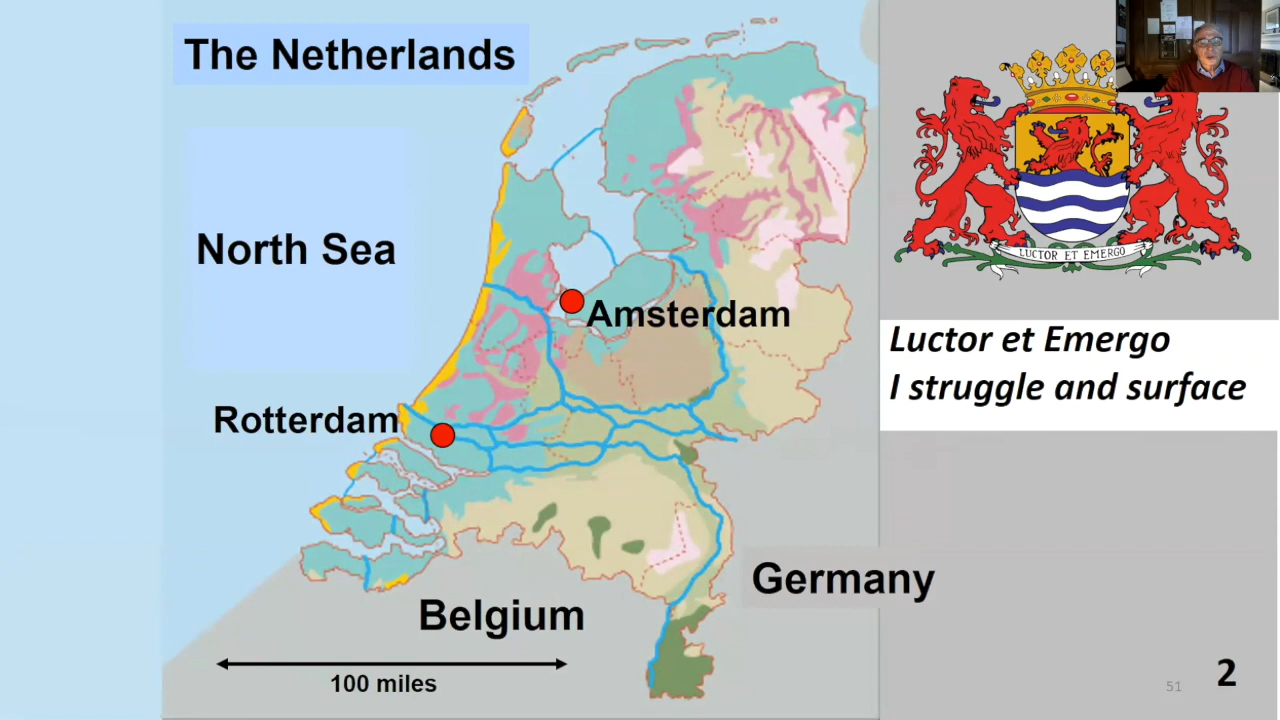 The Netherlands
North Sea
Amsterdam
Rotterdam
Germany
Belgium
100 miles
LUCTOR ET EMERGO
Luctor et Emergo
I struggle and surface
51
2